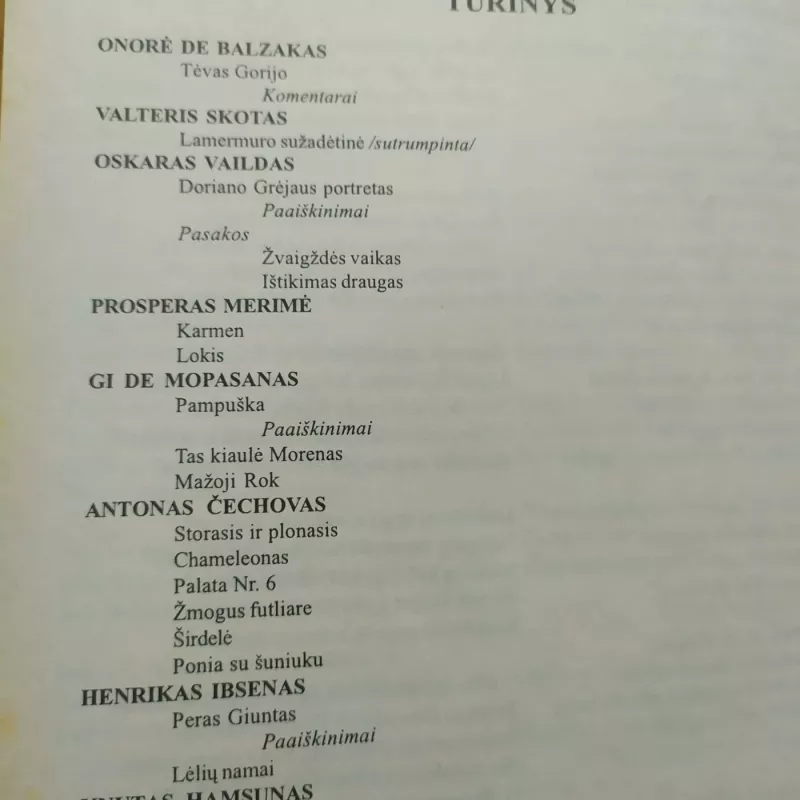 TURINYS
ONORĖ DE BALZAKAS
Tėvas Gorijo
Komentarai
VALTERIS SKOTAS
Lamermuro sužadėtinė /sutrumpinta/
OSKARAS VAILDAS
Doriano Grėjaus portretas
Paaiškinimai
Pasakos
Žvaigždės vaikas
Ištikimas draugas
PROSPERAS MERIMĖ
Karmen
Lokis
GI DE MOPASANAS
Pampuška
Paaiškinimai
Tas kiaulė Morenas
Mažoji Rok
ANTONAS ČECHOVAS
Storasis ir plonasis
Chameleonas
Palata Nr. 6
Žmogus futliare
Širdelė
Ponia su šuniuku
HENRIKAS IBSENAS
Peras Giuntas
Paaiškinimai
Lėlių namai
HAMSUNAS